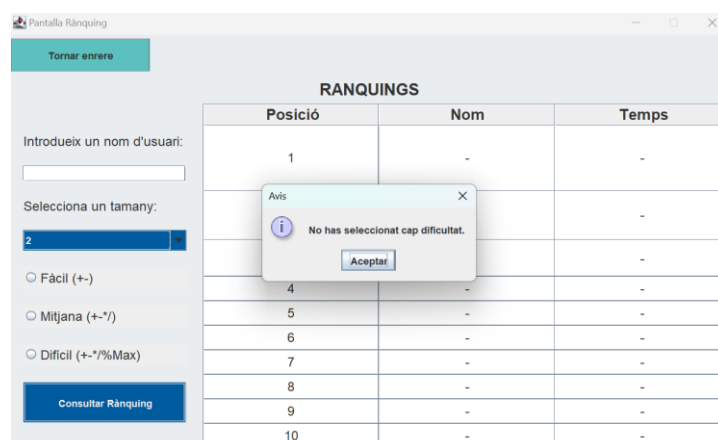 Pantalla Rànquing
Tornar enrere
RANQUINGS
Posició Nom Temps
Introdueix un nom d'usuari:
1 - -
Selecciona un tamany:
2
Avis
No has seleccionat cap dificultat.
Aceptar
-
-
Fàcil (+-)
4 - -
Mitjana (+-*/)
5 - -
6 - -
Difícil (+-*/%Max)
7 - -
8 - -
Consultar Rànquing
9 - -
10 - -